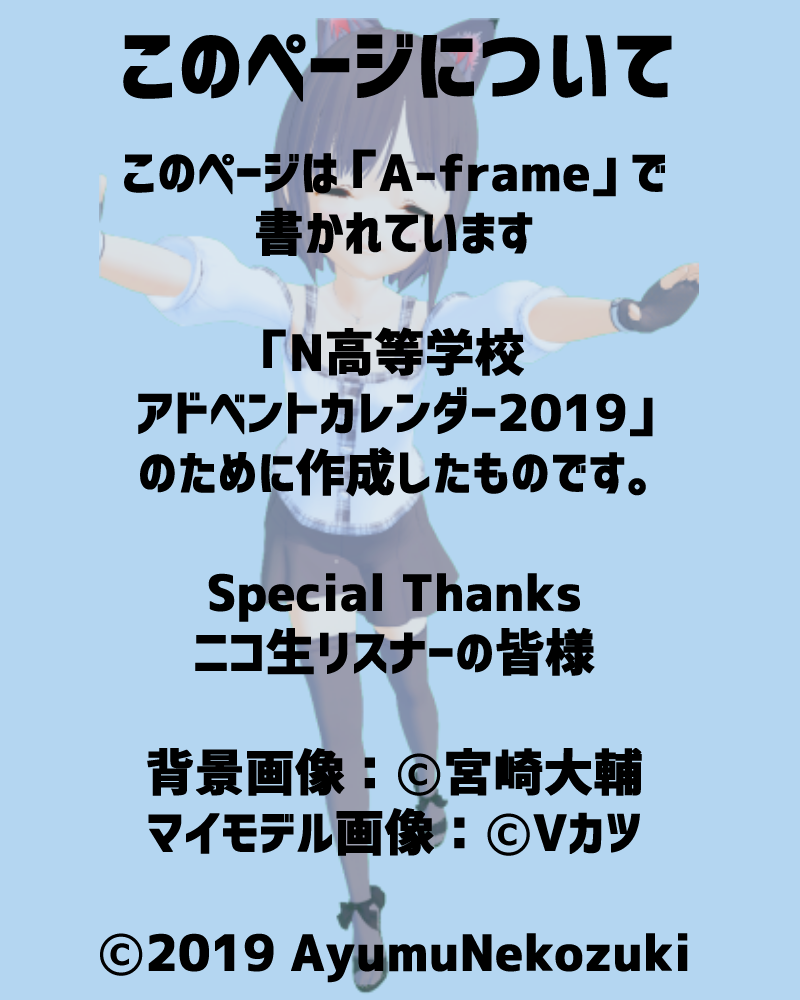 このページについて
このページは「A-frame」で
書かれています
「N高等学校
アドベントカレンダー2019」
のために作成したものです。
Special Thanks
ニコ生リスナーの皆様
背景画像：©宮崎大輔
マイモデル画像：©Vカツ
©2019 AyumuNekozuki